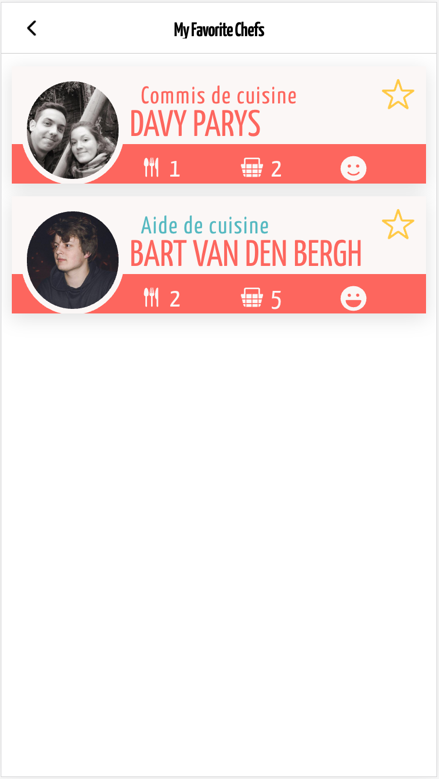 My Favorite Chefs
Commis de cuisine
DAVY PARYS
1 2
Aide de cuisine
BART VAN DEN BERGH
2 5